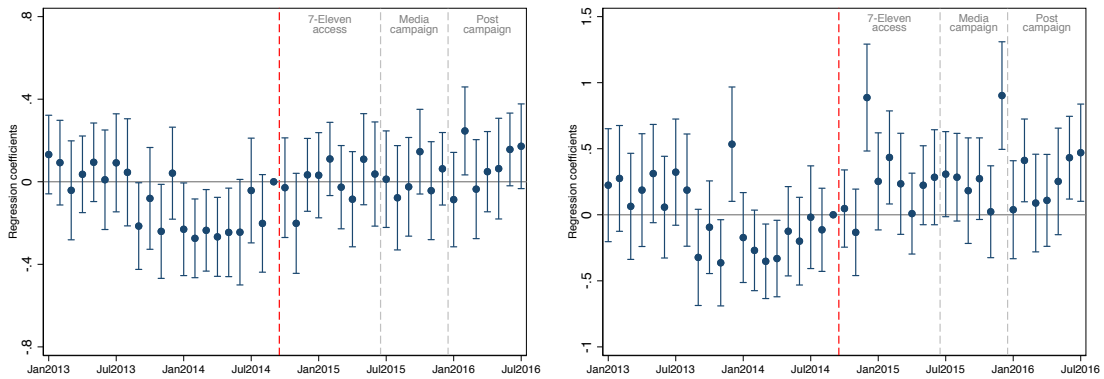 7-Eleven
access
Media
campaign
Post
campaign
Regression coefficients
.8
.4
0
-.4
-.8
Jan2013
Jul2013
Jan2014
Jul2014
Jan2015
Jul2015
Jan2016
Jul2016
7-Eleven
access
Media
campaign
Post
campaign
Regression coefficients
1.5
1
.5
0
-.5
-1
Jan2013
Jul2013
Jan2014
Jul2014
Jan2015
Jul2015
Jan2016
Jul2016